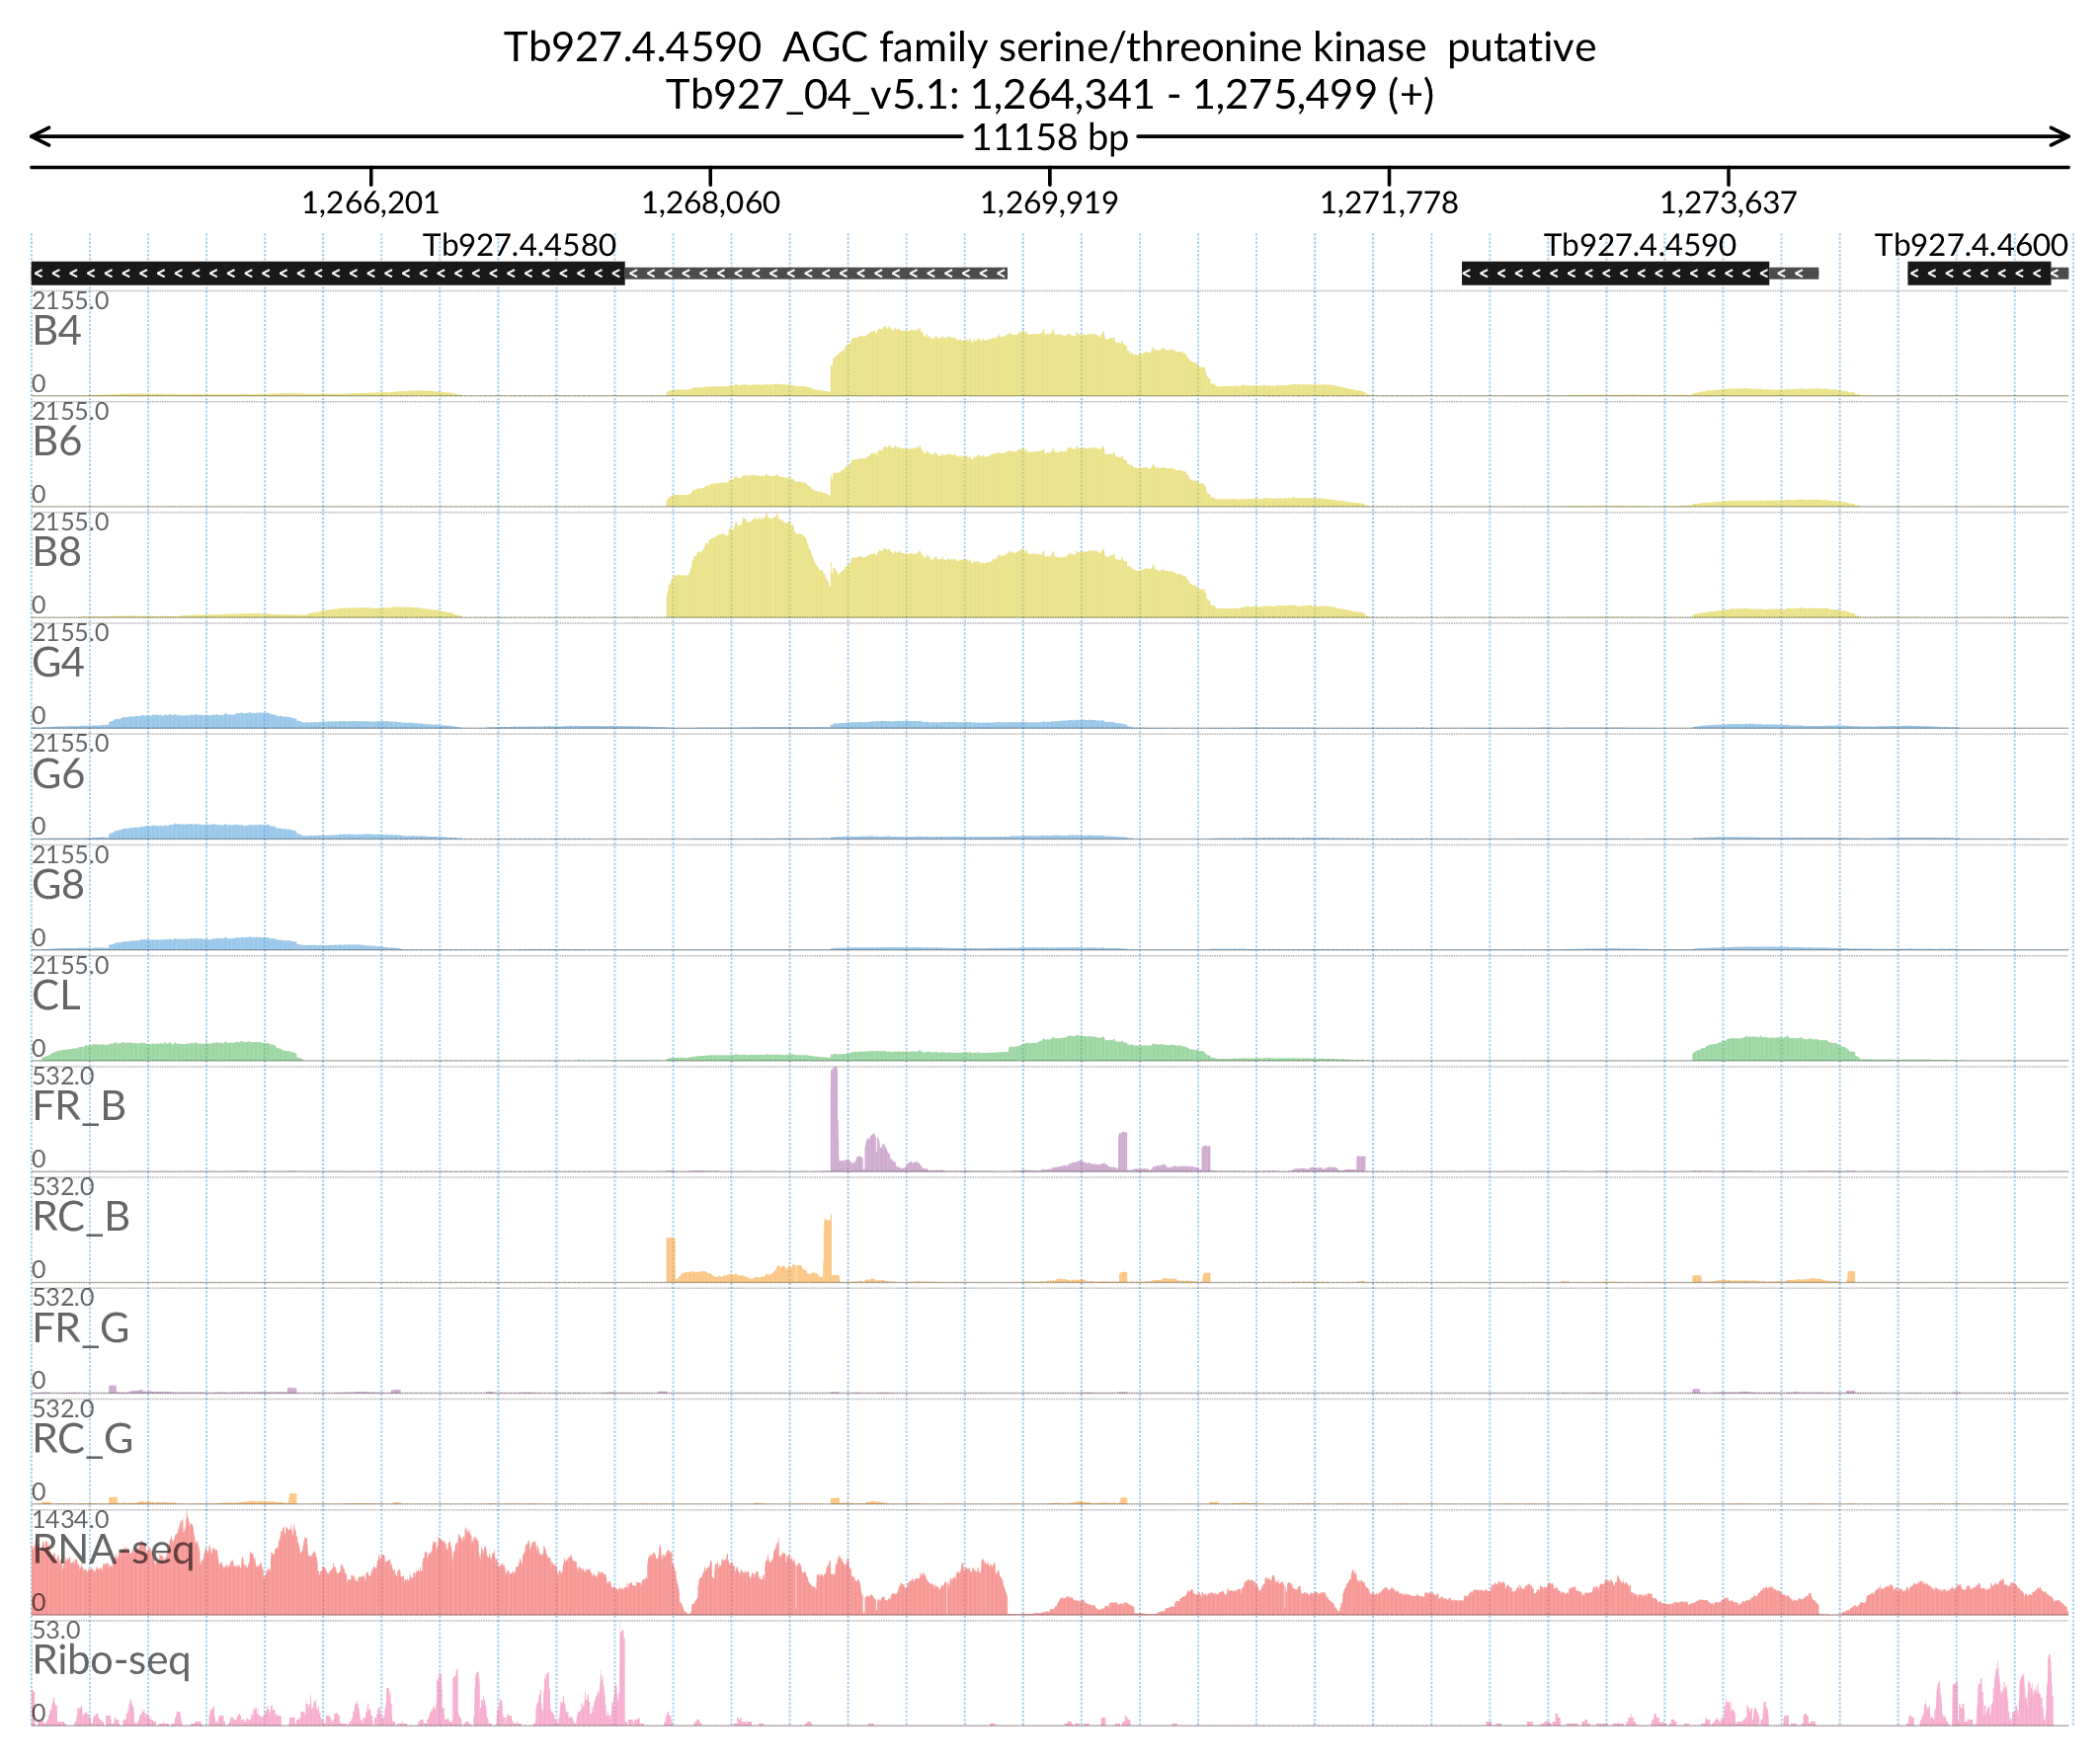 Tb927.4.4590  AGC family serine/threonine kinase  putative
Tb927_04_v5.1: 1,264,341 - 1,275,499 (+)
11158 bp
1,266,201 1,268,060 1,269,919 1,271,778 1,273,637
Tb927.4.4580 Tb927.4.4590 Tb927.4.4600
2155.0
B4
0
2155.0
B6
0
2155.0
B8
0
2155.0
G4
0
2155.0
G6
0
2155.0
G8
0
2155.0
CL
0
532.0
FR_B
0
532.0
RC_B
0
532.0
FR_G
0
532.0
RC_G
0
1434.0
RNA-seq
0
53.0
Ribo-seq
0